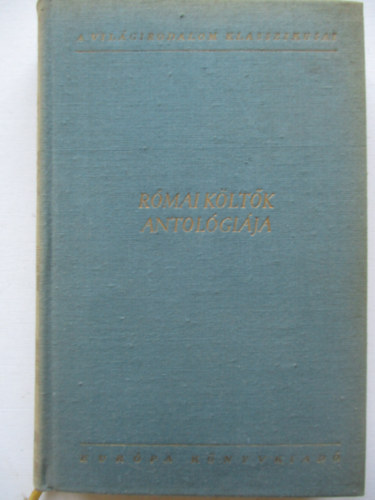 A VILÁGIRODALOM KLASSZIKUSAI
RÓMAI KÖLTŐK
ANTOLÓGIÁJA
EURÓPA KÖNYVKIADÓ